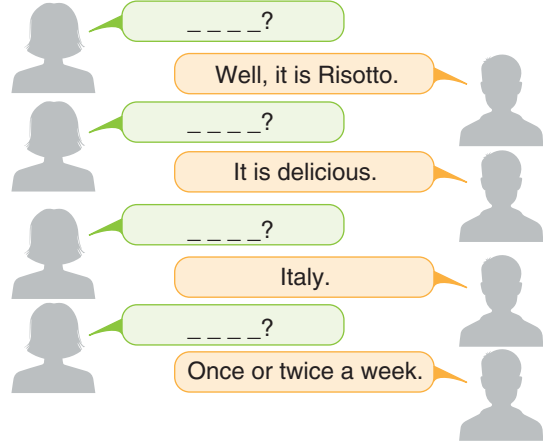 _ _ _ _?
Well, it is Risotto.
_ _ _ _?
It is delicious.
_ _ _ _?
Italy.
_ _ _ _?
Once or twice a week.